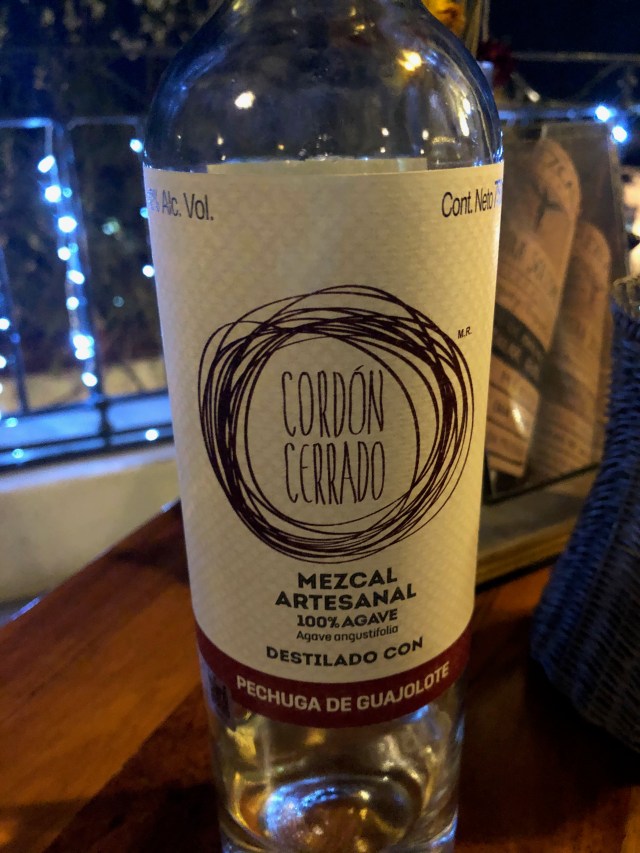 % Alc. Vol.
Cont. Neto
M.R.
CORDÓN
CERRADO
MEZCAL
ARTESANAL
100% AGAVE
Agave angustifolia
DESTILADO CON
PECHUGA DE GUAJOLOTE